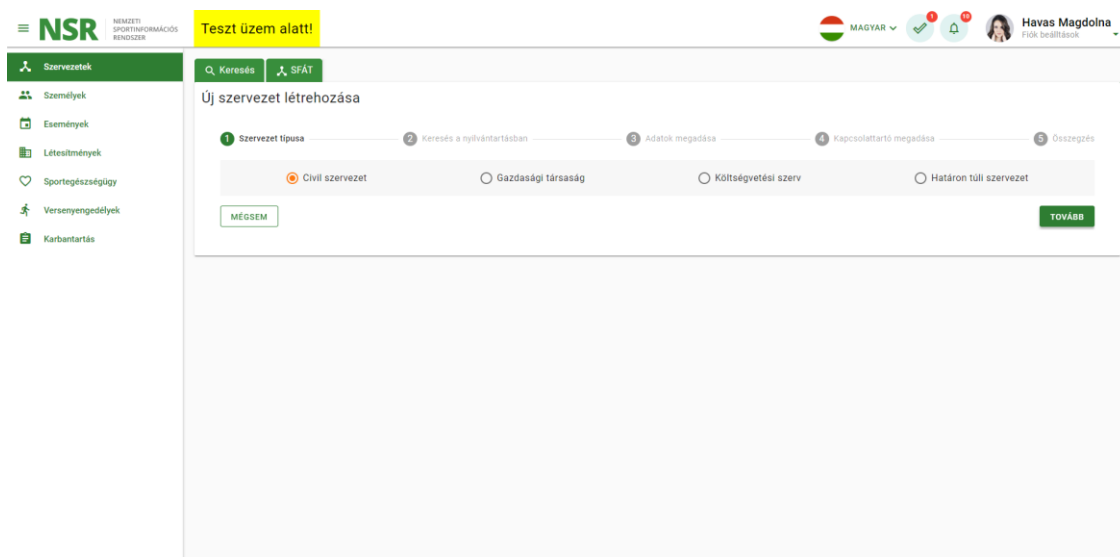 NSR
NEMZETI
SPORTINFORMÁCIÓS
RENDSZER
Teszt üzem alatt!
MAGYAR
1
10
Havas Magdolna
Fiók beállítások
Szervezetek
Személyek
Események
Létesítmények
Sportegészségügy
Versenyengedélyek
Karbantartás
Keresés
SFÁT
Új szervezet létrehozása
1 Szervezet típusa
2 Keresés a nyilvántartásban
3 Adatok megadása
4 Kapcsolattartó megadása
5 Összegzés
Civil szervezet
Gazdasági társaság
Költségvetési szerv
Határon túli szervezet
MÉGSEM
TOVÁBB